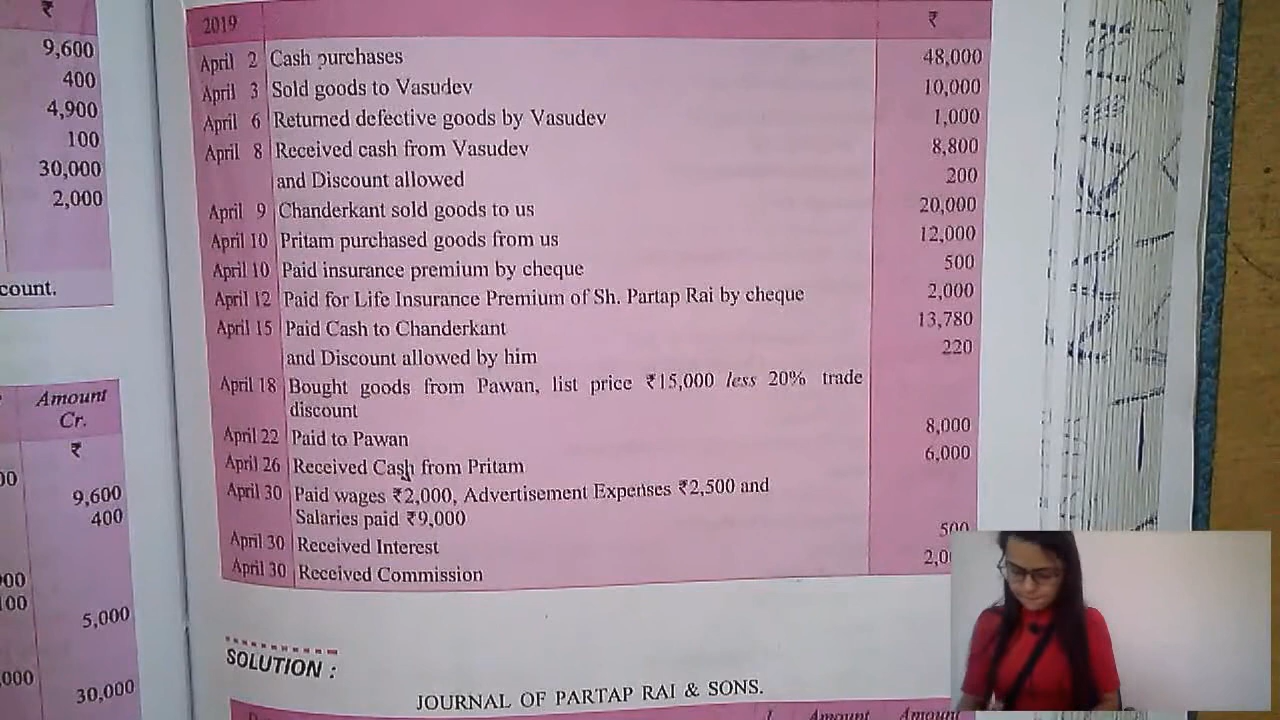 ₹
9,600
400
4,900
100
30,000
2,000
count.
Amount
Cr.
₹
00
9,600
400
00
100
5,000
,000
30,000
2019 ₹
April 2 Cash purchases 48,000
April 3 Sold goods to Vasudev 10,000
April 6 Returned defective goods by Vasudev 1,000
April 8 Received cash from Vasudev 8,800
and Discount allowed 200
April 9 Chanderkant sold goods to us 20,000
April 10 Pritam purchased goods from us 12,000
April 10 Paid insurance premium by cheque 500
April 12 Paid for Life Insurance Premium of Sh. Partap Rai by cheque 2,000
April 15 Paid Cash to Chanderkant 13,780
and Discount allowed by him 220
April 18 Bought goods from Pawan, list price ₹15,000 less 20% trade
discount
April 22 Paid to Pawan 8,000
April 26 Received Cash from Pritam 6,000
April 30 Paid wages ₹2,000, Advertisement Expenses ₹2,500 and
Salaries paid ₹9,000
April 30 Received Interest 500
April 30 Received Commission 2,0
SOLUTION :
JOURNAL OF PARTAP RAI & SONS.
Amount Amount